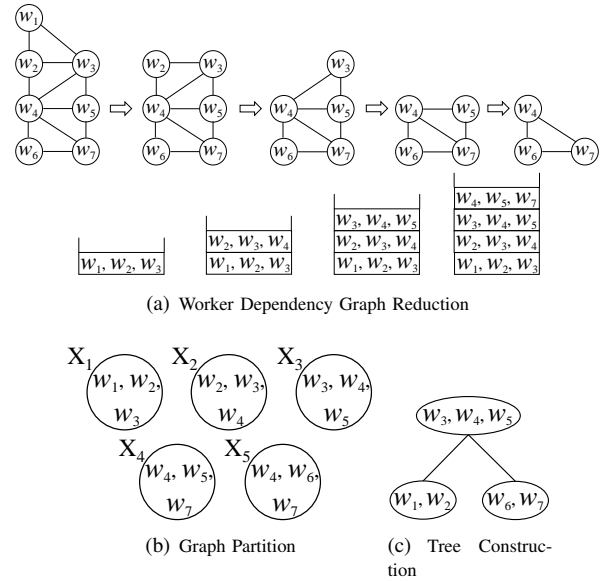 w1
w2 w3 w2 w3 w3
w4 w5 w4 w5 w4 w5 w4 w5 w4
w6 w7 w6 w7 w6 w7 w6 w7 w6 w7
w4, w5, w7
w3, w4, w5 w3, w4, w5
w2, w3, w4 w2, w3, w4 w2, w3, w4
w1, w2, w3 w1, w2, w3 w1, w2, w3 w1, w2, w3
(a) Worker Dependency Graph Reduction
X1 X2 X3
w1, w2, w2, w3, w3, w4,
w3 w4 w5
X4 X5
w4, w5, w4, w6,
w7 w7
(b) Graph Partition
w3, w4, w5
w1, w2 w6, w7
(c) Tree Construc-
tion